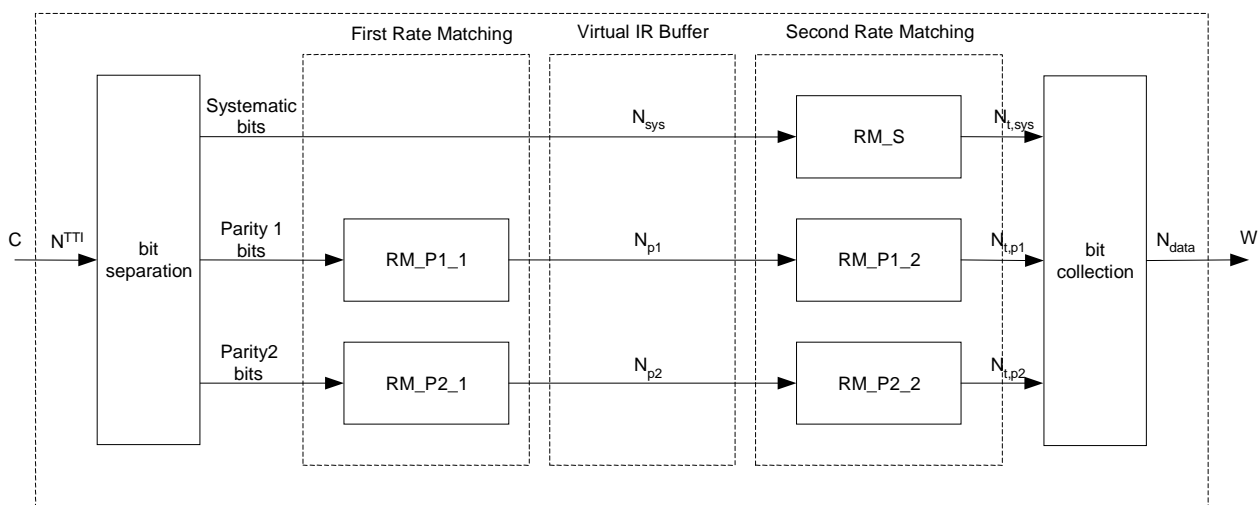 First Rate Matching
Virtual IR Buffer
Second Rate Matching
Systematic
bits
N_sys
RM_S
N_t,sys
C
N^TTI
bit
separation
Parity 1
bits
RM_P1_1
N_p1
RM_P1_2
N_t,p1
bit
collection
N_data
W
Parity2
bits
RM_P2_1
N_p2
RM_P2_2
N_t,p2